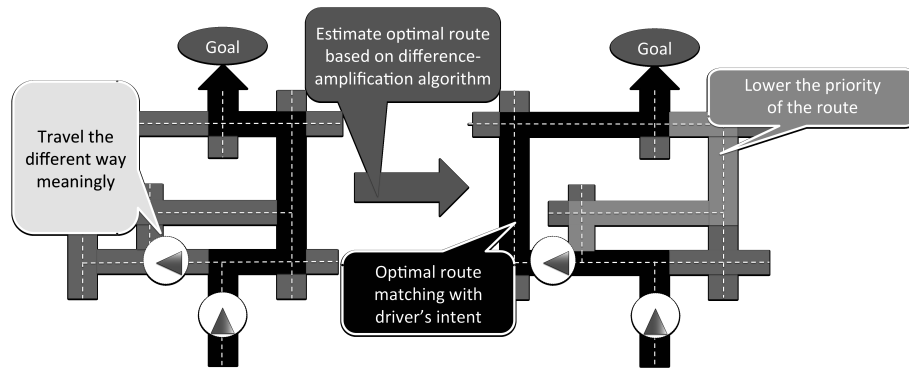 Goal
Estimate optimal route
based on difference-
amplification algorithm
Goal
Lower the priority
of the route
Travel the
different way
meaningly
Optimal route
matching with
driver's intent